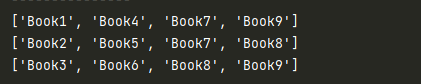 ---------------
['Book1', 'Book4', 'Book7', 'Book9']
['Book2', 'Book5', 'Book7', 'Book8']
['Book3', 'Book6', 'Book8', 'Book9']